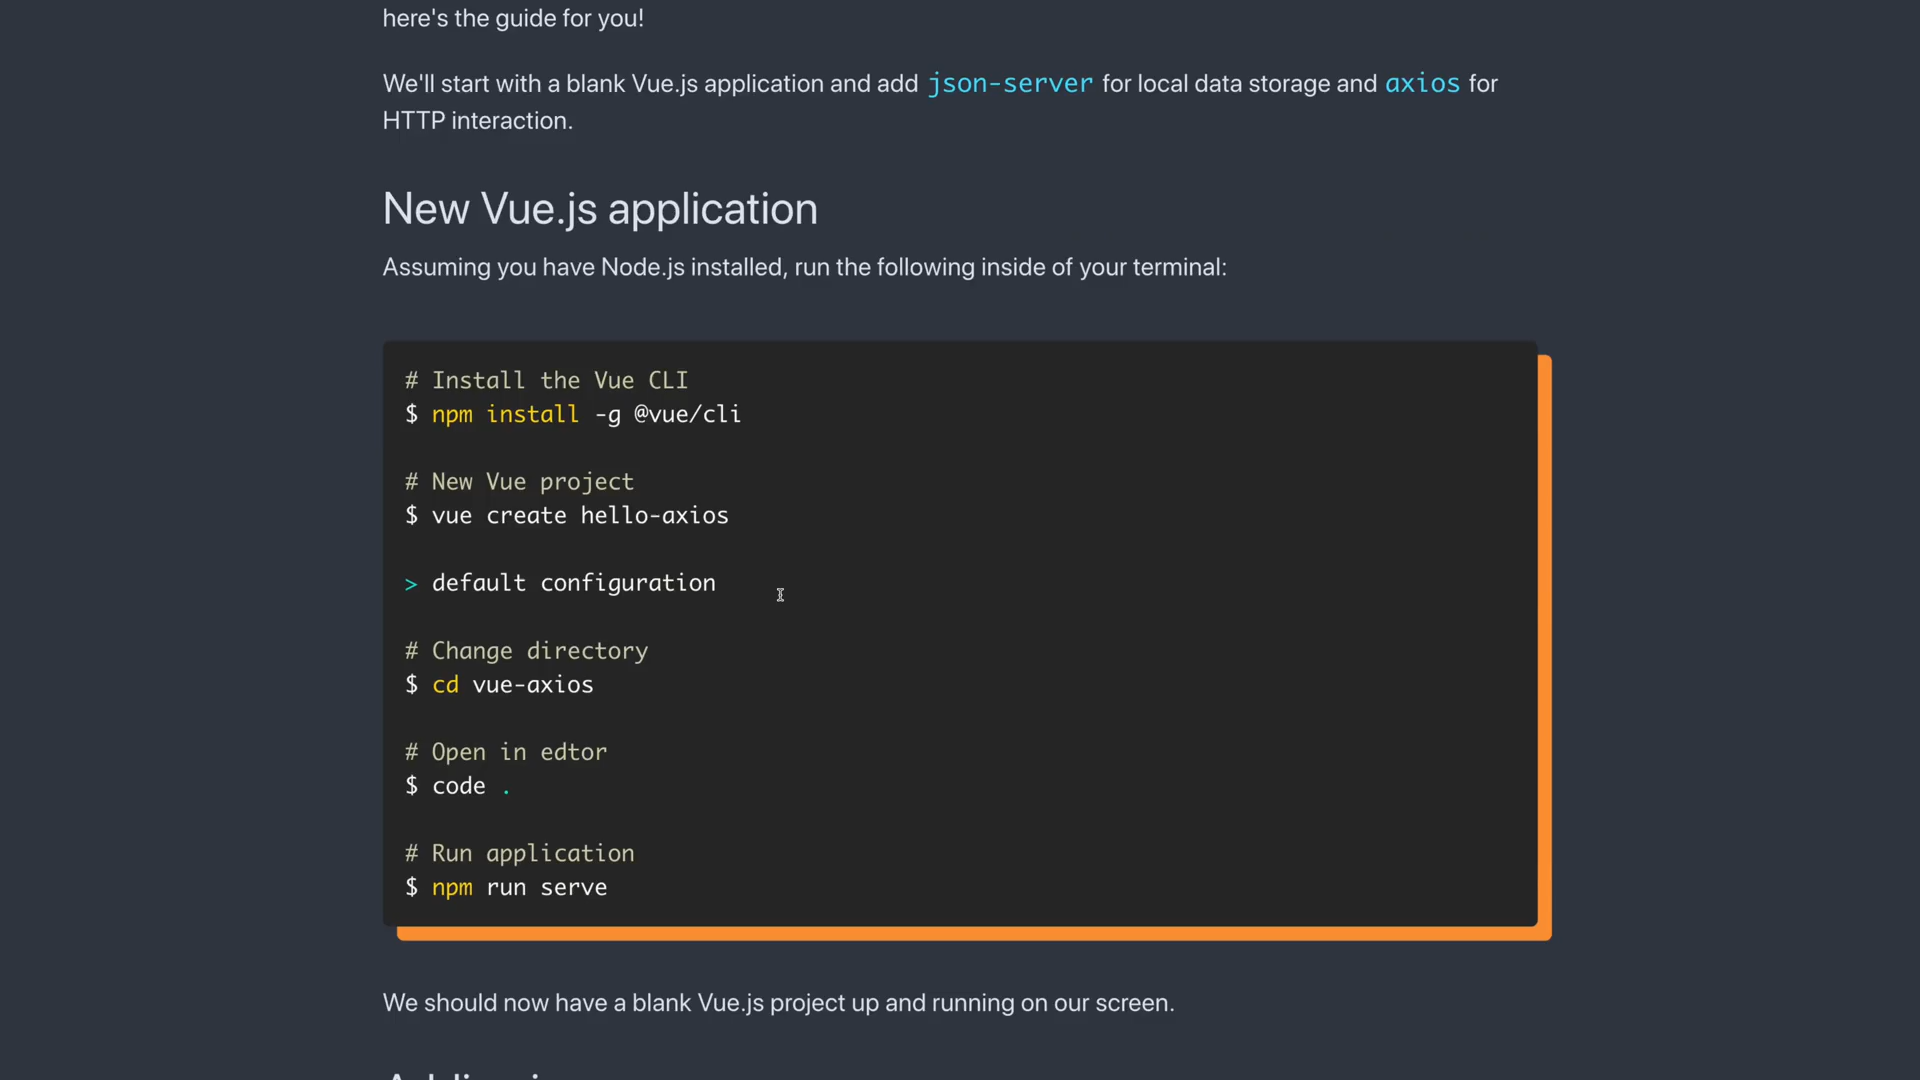 here's the guide for you!
We'll start with a blank Vue.js application and add json-server for local data storage and axios for
HTTP interaction.
New Vue.js application
Assuming you have Node.js installed, run the following inside of your terminal:
# Install the Vue CLI
$ npm install -g @vue/cli
# New Vue project
$ vue create hello-axios
> default configuration
# Change directory
$ cd vue-axios
# Open in edtor
$ code .
# Run application
$ npm run serve
We should now have a blank Vue.js project up and running on our screen.